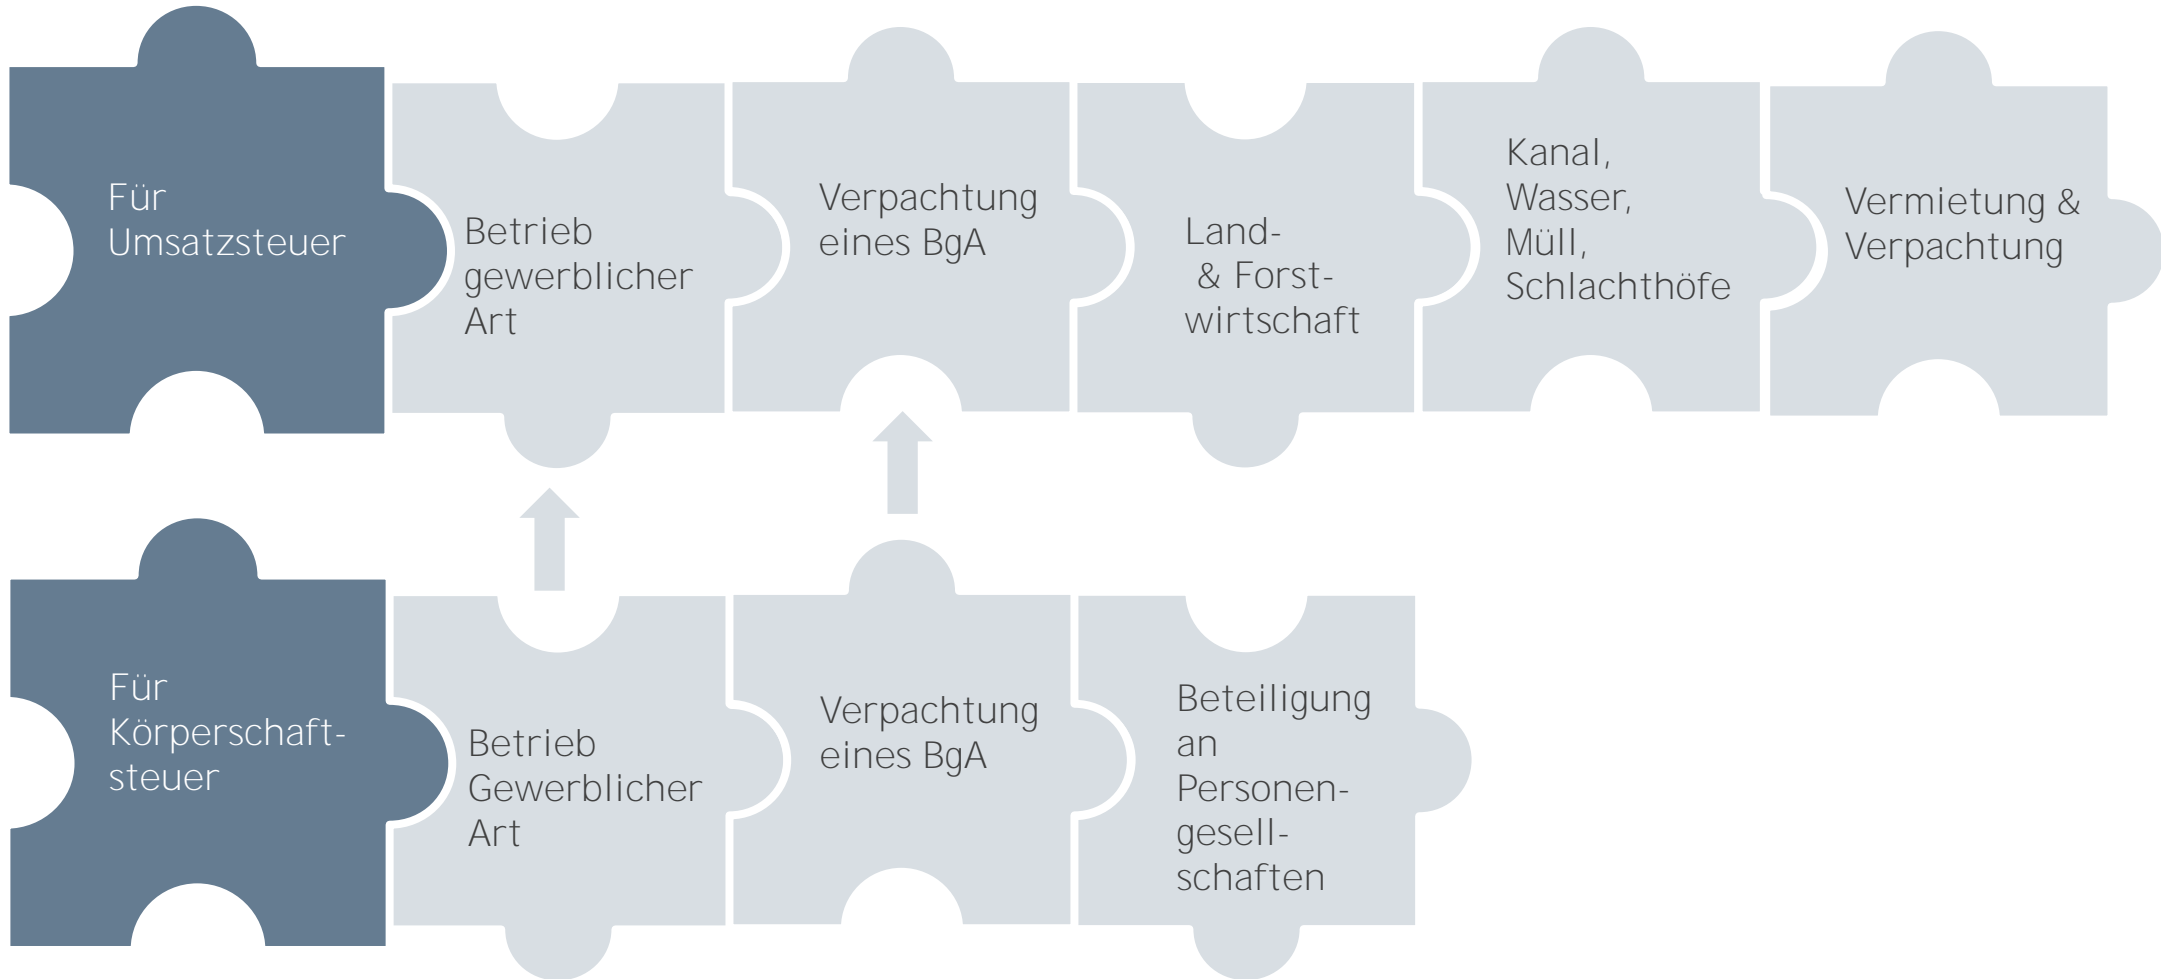 Für
Umsatzsteuer
Betrieb
gewerblicher
Art
Verpachtung
eines BgA
Land-
& Forst-
wirtschaft
Kanal,
Wasser,
Müll,
Schlachthöfe
Vermietung &
Verpachtung
Für
Körperschaft-
steuer
Betrieb
Gewerblicher
Art
Verpachtung
eines BgA
Beteiligung
an
Personen-
gesell-
schaften